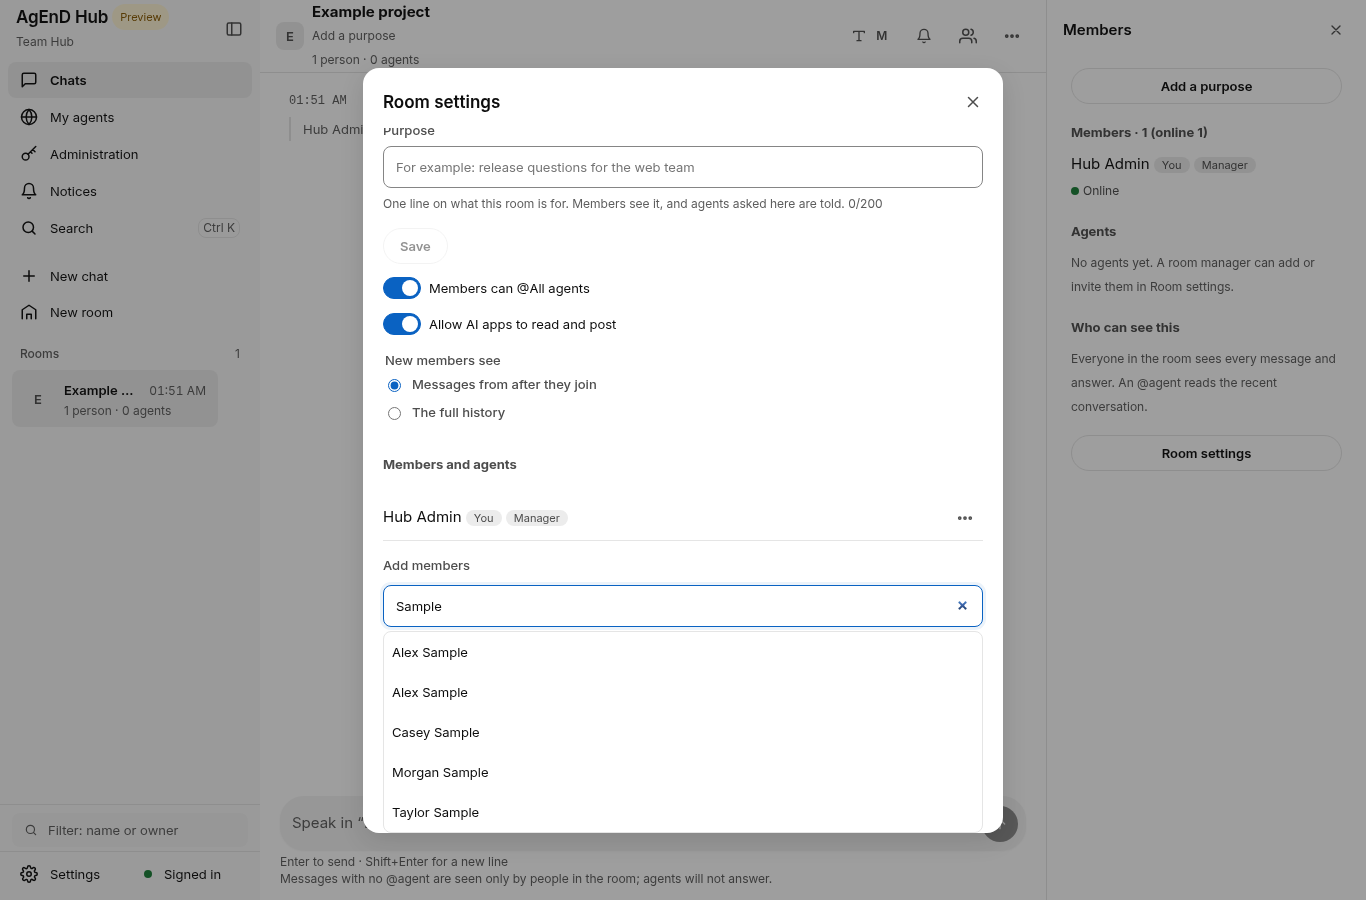 AgEnD Hub
Preview
Team Hub
Chats
My agents
Administration
Notices
Search
Ctrl K
New chat
New room
Rooms
1
E
Example ...
01:51 AM
1 person · 0 agents
Filter: name or owner
Settings
Signed in
E
Example project
Add a purpose
1 person · 0 agents
T M
01:51 AM
Hub Admi
Room settings
Purpose
For example: release questions for the web team
One line on what this room is for. Members see it, and agents asked here are told. 0/200
Save
Members can @All agents
Allow AI apps to read and post
New members see
Messages from after they join
The full history
Members and agents
Hub Admin
You
Manager
Add members
Sample
Alex Sample
Alex Sample
Casey Sample
Morgan Sample
Taylor Sample
Speak in “
Enter to send · Shift+Enter for a new line
Messages with no @agent are seen only by people in the room; agents will not answer.
Members
Add a purpose
Members · 1 (online 1)
Hub Admin
You
Manager
Online
Agents
No agents yet. A room manager can add or
invite them in Room settings.
Who can see this
Everyone in the room sees every message and
answer. An @agent reads the recent
conversation.
Room settings